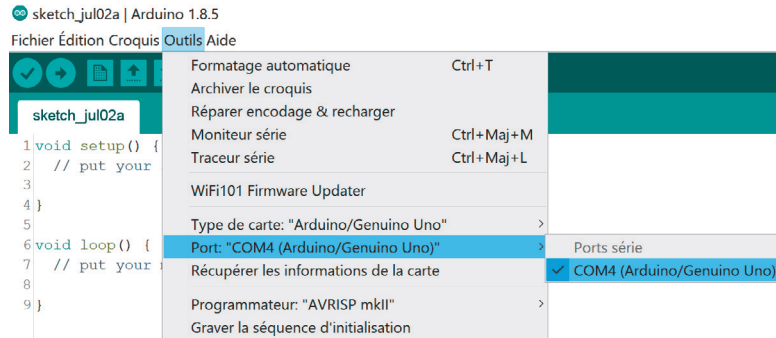 sketch_jul02a | Arduino 1.8.5
Fichier Édition Croquis Outils Aide
sketch_jul02a
Formatage automatique Ctrl+T
Archiver le croquis
Réparer encodage & recharger
Moniteur série Ctrl+Maj+M
Traceur série Ctrl+Maj+L
WiFi101 Firmware Updater
Type de carte: "Arduino/Genuino Uno"
Port: "COM4 (Arduino/Genuino Uno)"
Récupérer les informations de la carte
Programmateur: "AVRISP mkII"
Graver la séquence d'initialisation
Ports série
COM4 (Arduino/Genuino Uno)
1 void setup() {
2 // put your
3
4 }
5
6 void loop() {
7 // put your
8
9 }